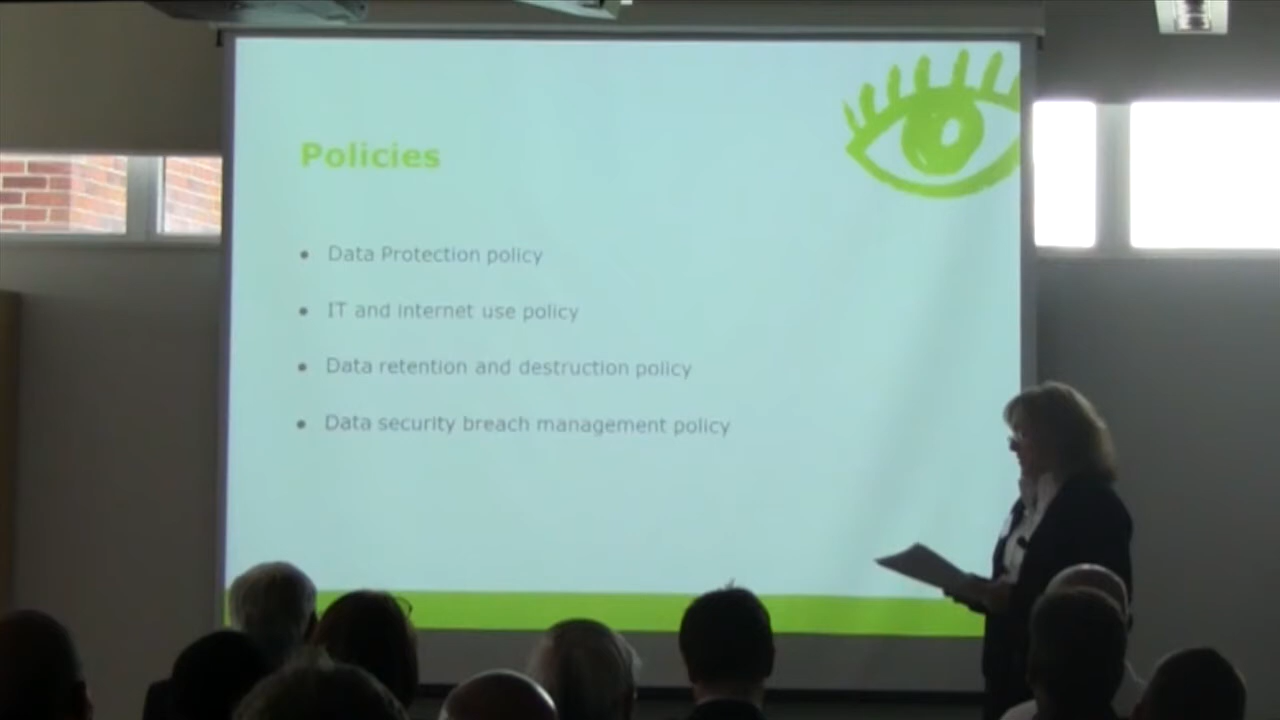 Policies
• Data Protection policy
• IT and internet use policy
• Data retention and destruction policy
• Data security breach management policy